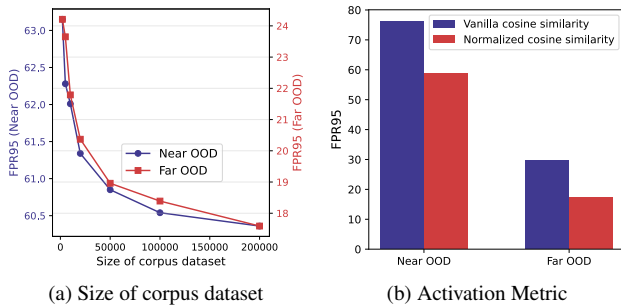 63.0
62.5
62.0
61.5
61.0
60.5
FPR95 (Near OOD)
24
23
22
21
20
19
18
FPR95 (Far OOD)
Near OOD
Far OOD
0
50000
100000
150000
200000
Size of corpus dataset
(a) Size of corpus dataset
80
70
60
50
40
30
20
10
0
FPR95
Vanilla cosine similarity
Normalized cosine similarity
Near OOD
Far OOD
(b) Activation Metric